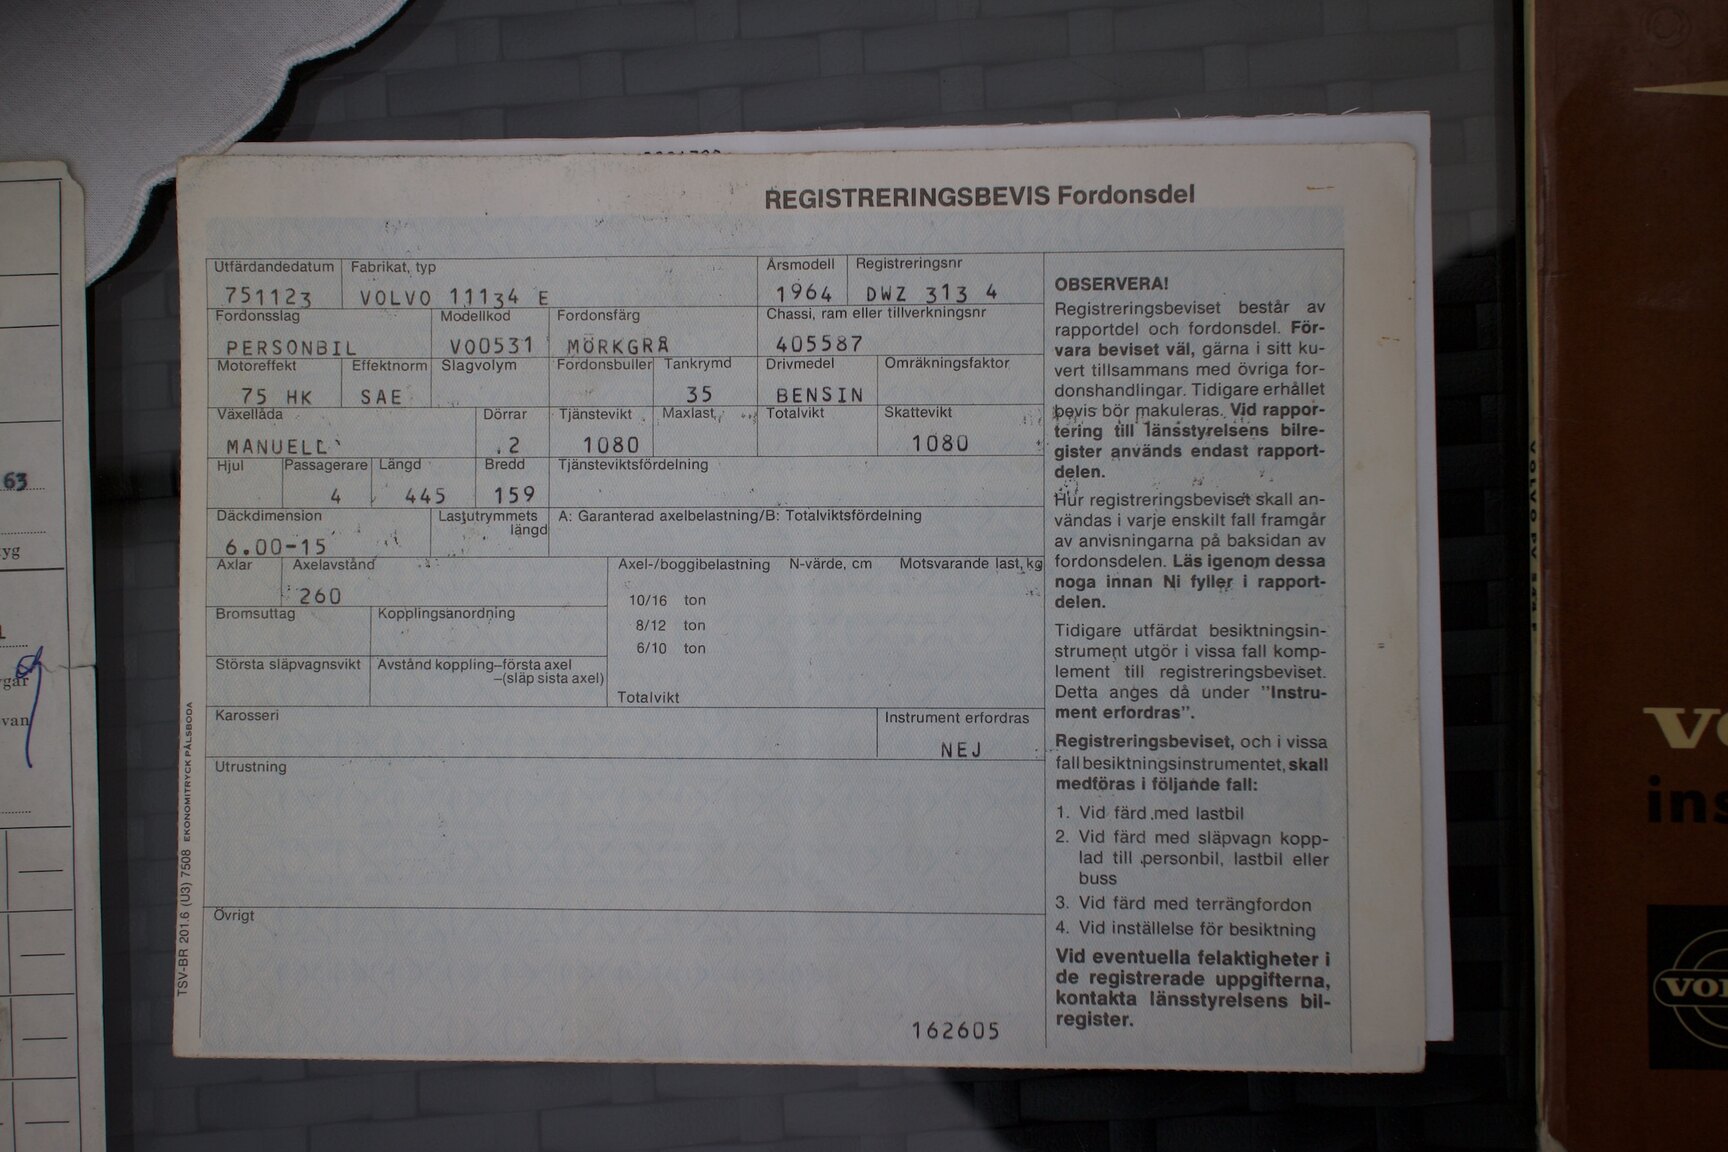 REGISTRERINGSBEVIS Fordonsdel
Utfärdandedatum Fabrikat, typ Årsmodell Registreringsnr
751123 VOLVO 11134 E 1964 DWZ 313 4
Fordonsslag Modellkod Fordonsfärg Chassi, ram eller tillverkningsnr
PERSONBIL VO0531 MÖRKGRÅ 405587
Motoreffekt Effektnorm Slagvolym Fordonsbuller Tankrymd Drivmedel Omräkningsfaktor
75 HK SAE 35 BENSIN
Växellåda Dörrar Tjänstevikt Maxlast Totalvikt Skattevikt
MANUELL 2 1080 1080
Hjul Passagerare Längd Bredd Tjänsteviktsfördelning
4 445 159
Däckdimension Lastutrymmets längd A: Garanterad axelbelastning/B: Totalviktsfördelning
6.00-15
Axlar Axelavstånd Axel-/boggibelastning N-värde, cm Motsvarande last, kg
260
10/16 ton
Bromsuttag Kopplingsanordning
8/12 ton
6/10 ton
Största släpvagnsvikt Avstånd koppling–första axel
–(släp sista axel)
Totalvikt
Karosseri Instrument erfordras
NEJ
Utrustning
Övrigt
162605
OBSERVERA!
Registreringsbeviset består av
rapportdel och fordonsdel. För-
vara beviset väl, gärna i sitt ku-
vert tillsammans med övriga for-
donshandlingar. Tidigare erhållet
bevis bör makuleras. Vid rappor-
tering till länsstyrelsens bilre-
gister används endast rapport-
delen.
Hur registreringsbeviset skall an-
vändas i varje enskilt fall framgår
av anvisningarna på baksidan av
fordonsdelen. Läs igenom dessa
noga innan Ni fyller i rapport-
delen.
Tidigare utfärdat besiktningsin-
strument utgör i vissa fall komp-
lement till registreringsbeviset.
Detta anges då under "Instru-
ment erfordras".
Registreringsbeviset, och i vissa
fall besiktningsinstrumentet, skall
medföras i följande fall:
1. Vid färd med lastbil
2. Vid färd med släpvagn kopp-
lad till personbil, lastbil eller
buss
3. Vid färd med terrängfordon
4. Vid inställelse för besiktning
Vid eventuella felaktigheter i
de registrerade uppgifterna,
kontakta länsstyrelsens bil-
register.
TSV-BR 201.6 (U3) 7508 EKONOMITRYCK PÅLSBODA
63
yg
van